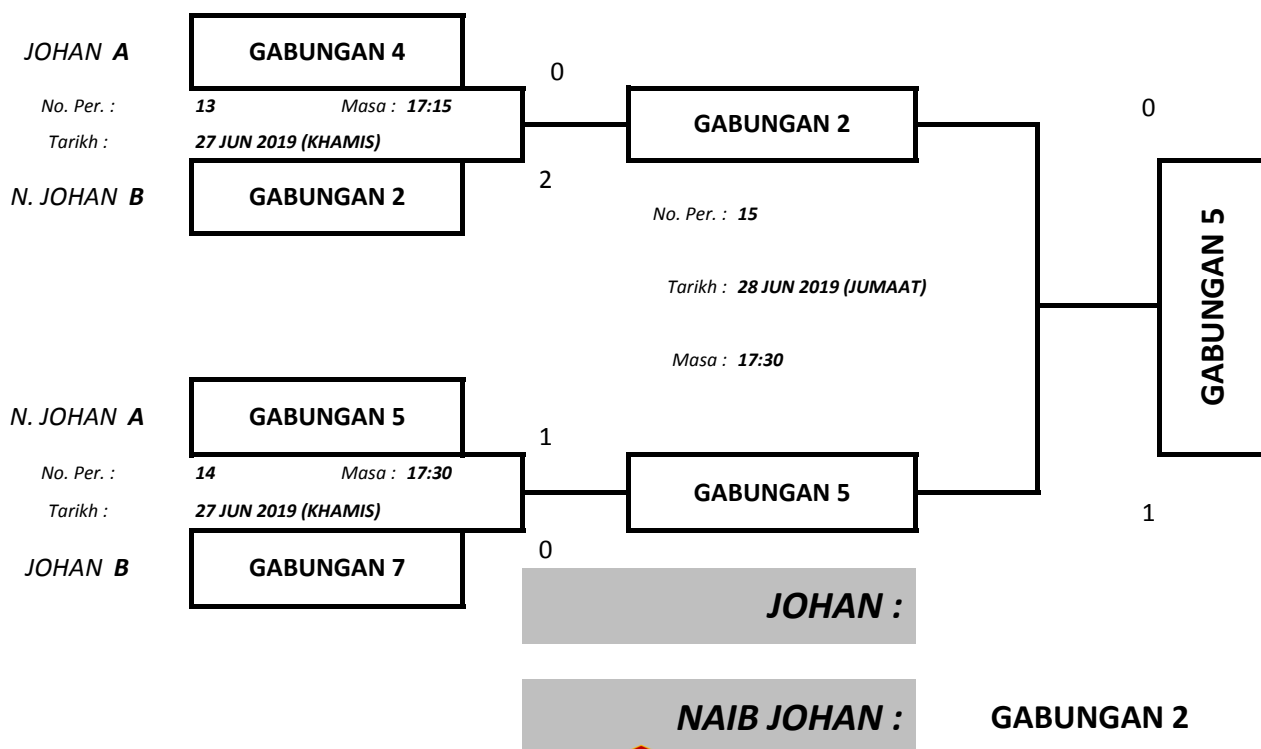 JOHAN A
GABUNGAN 4
0
No. Per. : 13 Masa : 17:15
Tarikh : 27 JUN 2019 (KHAMIS)
GABUNGAN 2
0
N. JOHAN B
GABUNGAN 2
2
No. Per. : 15
Tarikh : 28 JUN 2019 (JUMAAT)
Masa : 17:30
GABUNGAN 5
N. JOHAN A
GABUNGAN 5
1
No. Per. : 14 Masa : 17:30
Tarikh : 27 JUN 2019 (KHAMIS)
GABUNGAN 5
1
JOHAN B
GABUNGAN 7
0
JOHAN :
NAIB JOHAN : GABUNGAN 2